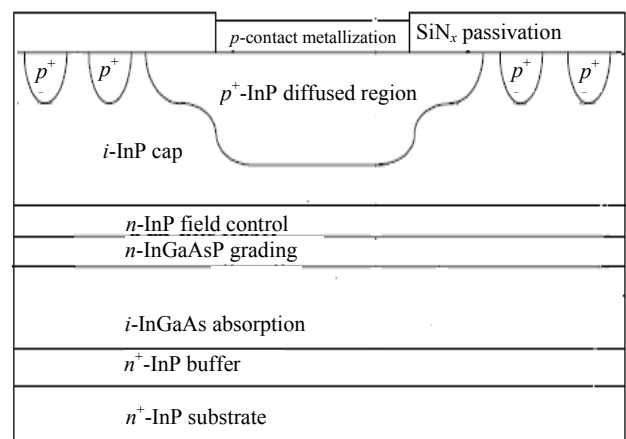 p-contact metallization
SiNx passivation
p+ p+ p+ p+
p+-InP diffused region
i-InP cap
n-InP field control
n-InGaAsP grading
i-InGaAs absorption
n+-InP buffer
n+-InP substrate